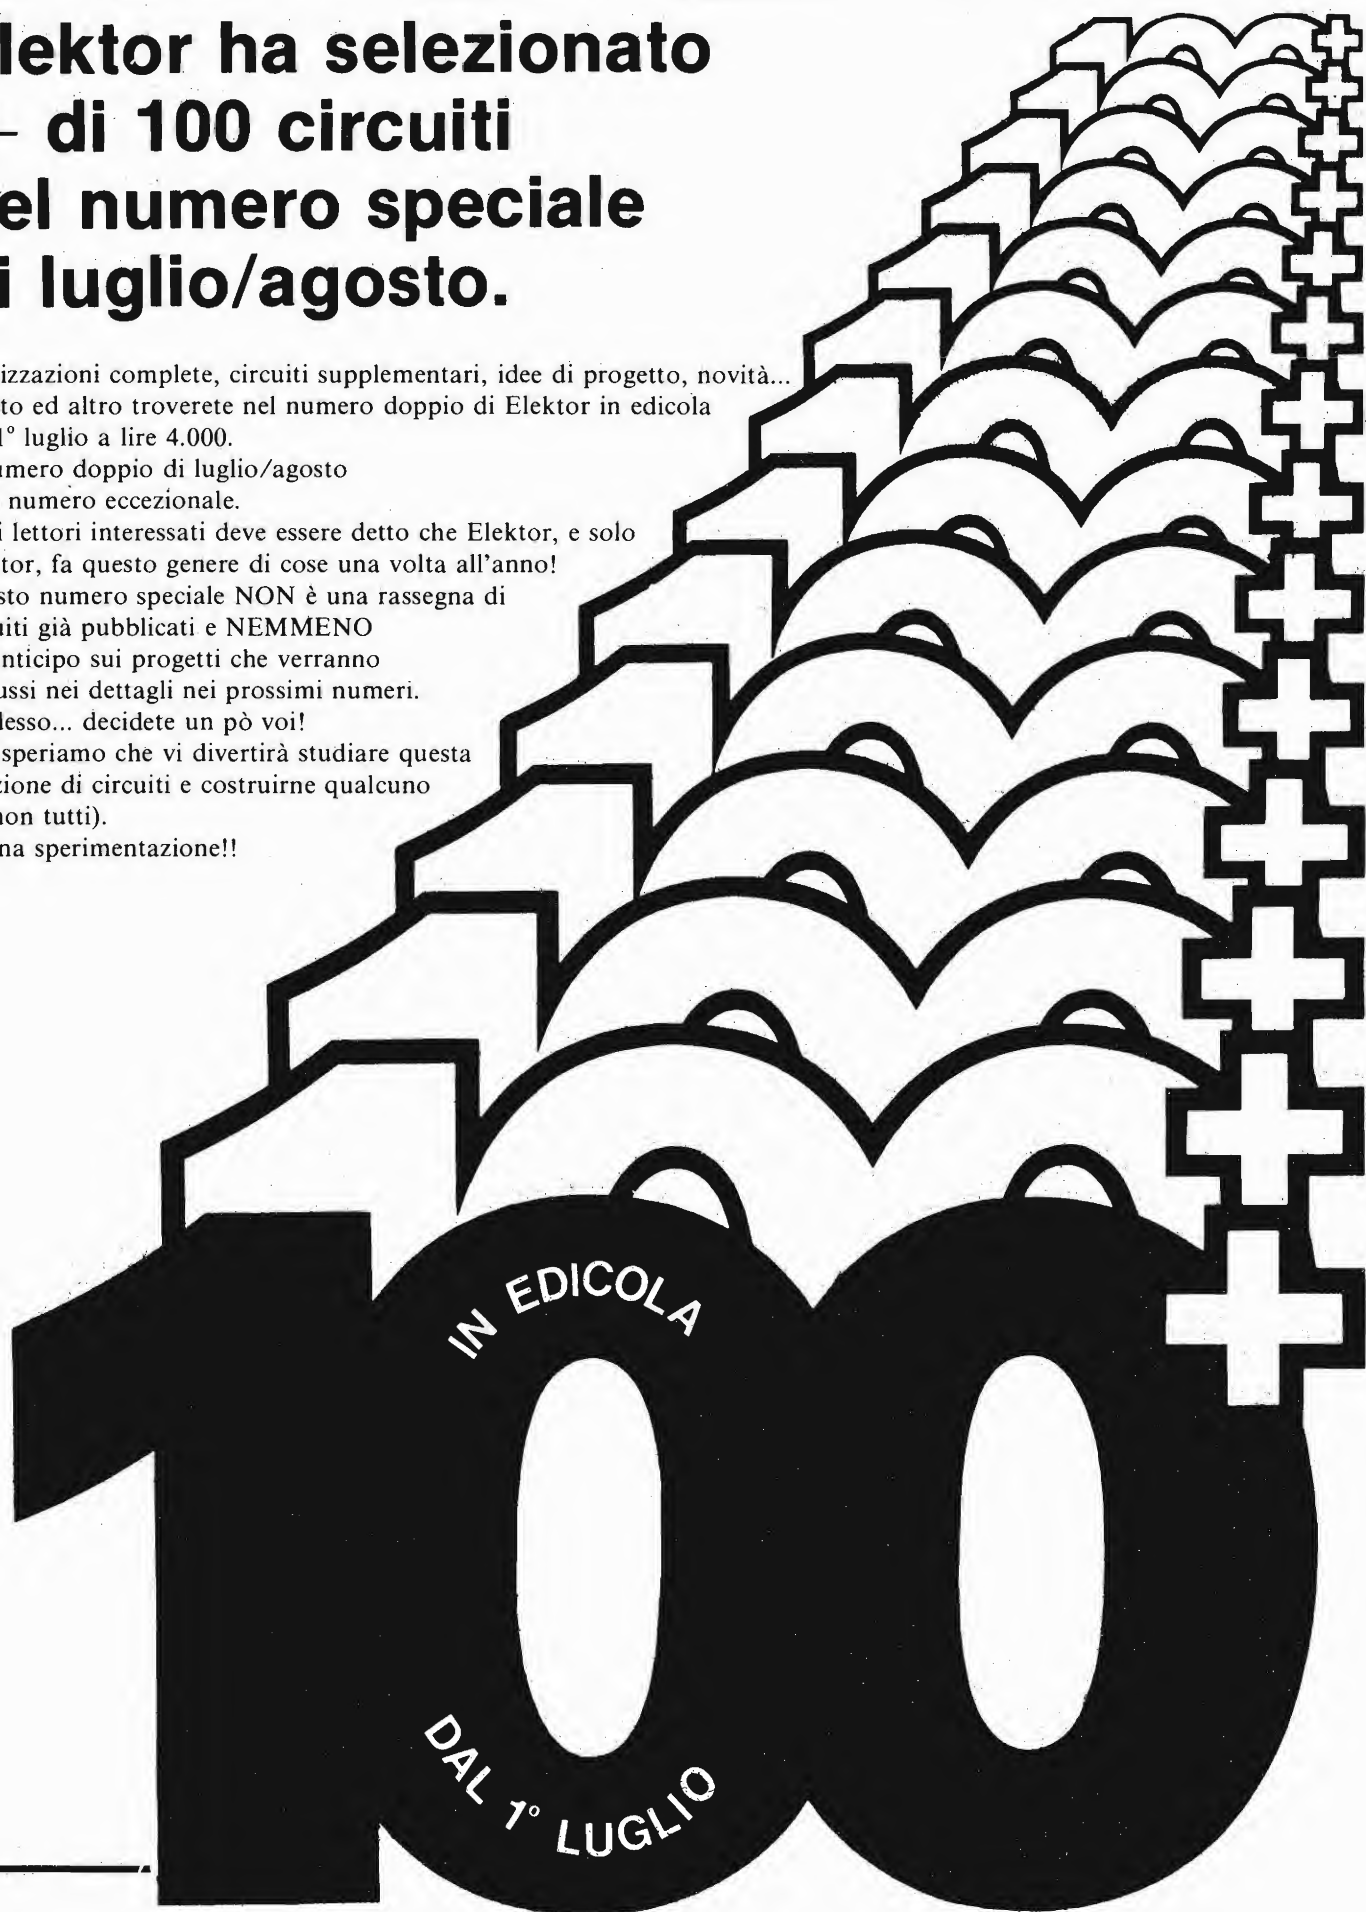 lektor ha selezionato
- di 100 circuiti
el numero speciale
i luglio/agosto.
izzazioni complete, circuiti supplementari, idee di progetto, novità...
to ed altro troverete nel numero doppio di Elektor in edicola
1° luglio a lire 4.000.
umero doppio di luglio/agosto
numero eccezionale.
i lettori interessati deve essere detto che Elektor, e solo
tor, fa questo genere di cose una volta all'anno!
sto numero speciale NON è una rassegna di
uiti già pubblicati e NEMMENO
nticipo sui progetti che verranno
ussi nei dettagli nei prossimi numeri.
lesso... decidete un pò voi!
speriamo che vi divertirà studiare questa
zione di circuiti e costruirne qualcuno
non tutti).
na sperimentazione!!
100+
IN EDICOLA
DAL 1° LUGLIO